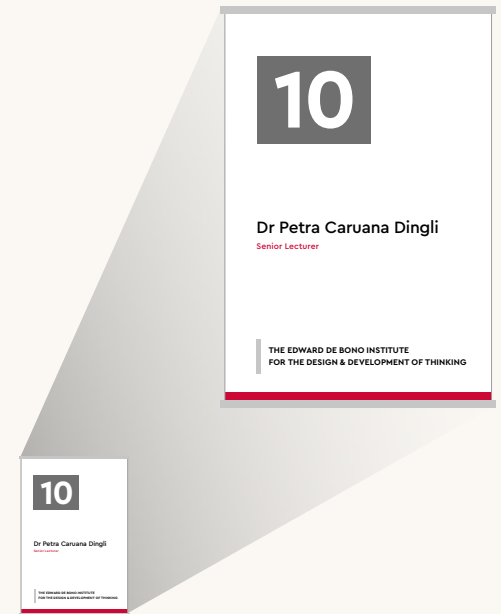 10
Dr Petra Caruana Dingli
Senior Lecturer
THE EDWARD DE BONO INSTITUTE
FOR THE DESIGN & DEVELOPMENT OF THINKING
10
Dr Petra Caruana Dingli
Senior Lecturer
THE EDWARD DE BONO INSTITUTE
FOR THE DESIGN & DEVELOPMENT OF THINKING